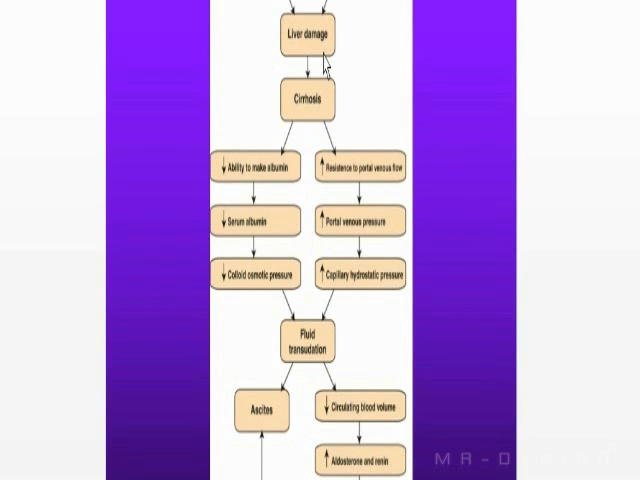 Liver damage
Cirrhosis
↓ Ability to make albumin
↑ Resistence to portal venous flow
↓ Serum albumin
↑ Portal venous pressure
↓ Colloid osmotic pressure
↑ Capillary hydrostatic pressure
Fluid
transudation
Ascites
↓ Circulating blood volume
↑ Aldosterone and renin